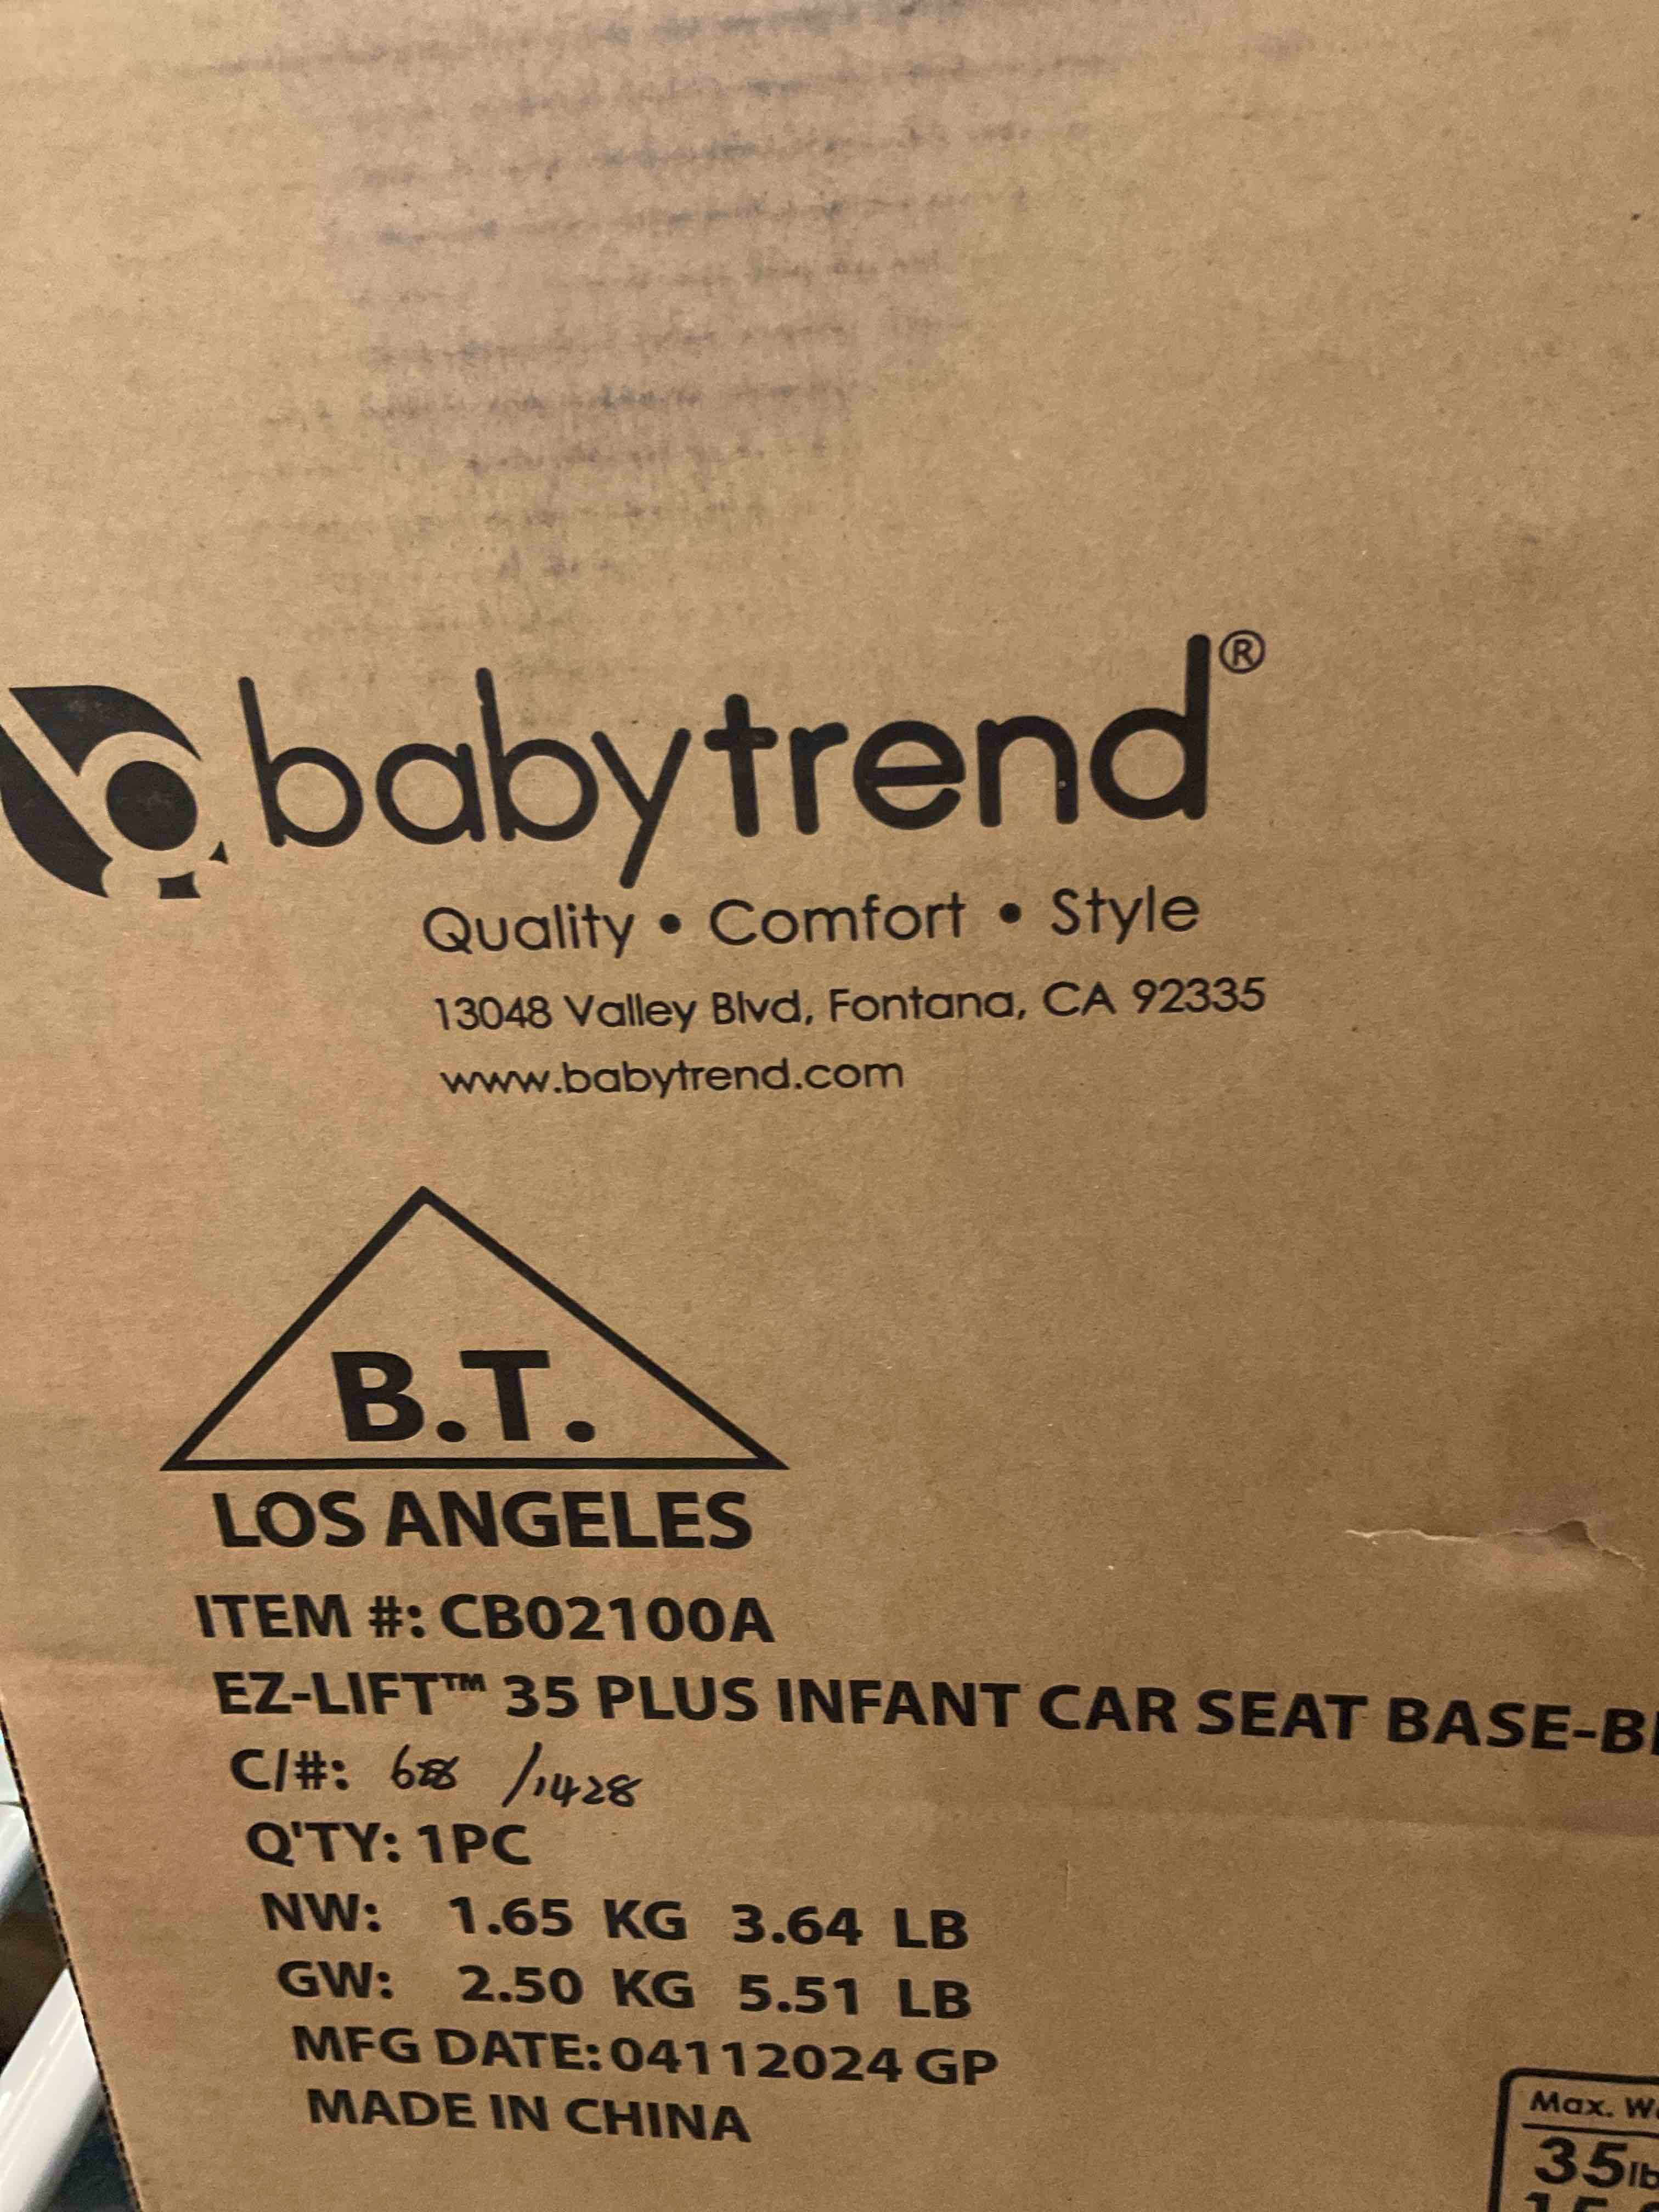 babytrend®
Quality • Comfort • Style
13048 Valley Blvd, Fontana, CA 92335
www.babytrend.com
B.T.
LOS ANGELES
ITEM #: CB02100A
EZ-LIFT™ 35 PLUS INFANT CAR SEAT
C/#: /1428
Q'TY: 1PC
NW: 1.65 KG 3.64 LB
GW: 2.50 KG 5.51 LB
MFG DATE: 04112024 GP
MADE IN CHINA
Max.
35